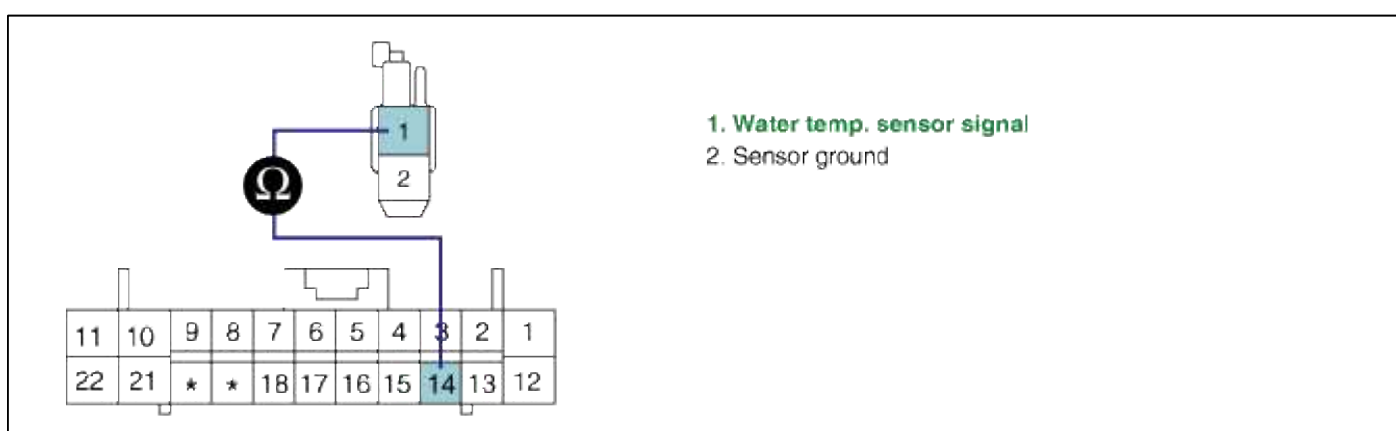 1
2
Ω
1. Water temp. sensor signal
2. Sensor ground
11 10 9 8 7 6 5 4 3 2 1
22 21 * * 18 17 16 15 14 13 12